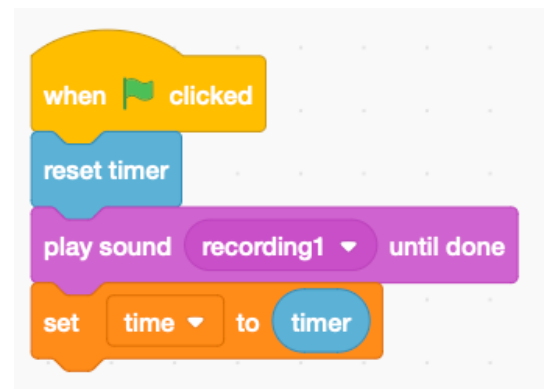 when clicked
reset timer
play sound recording1 until done
set time to timer